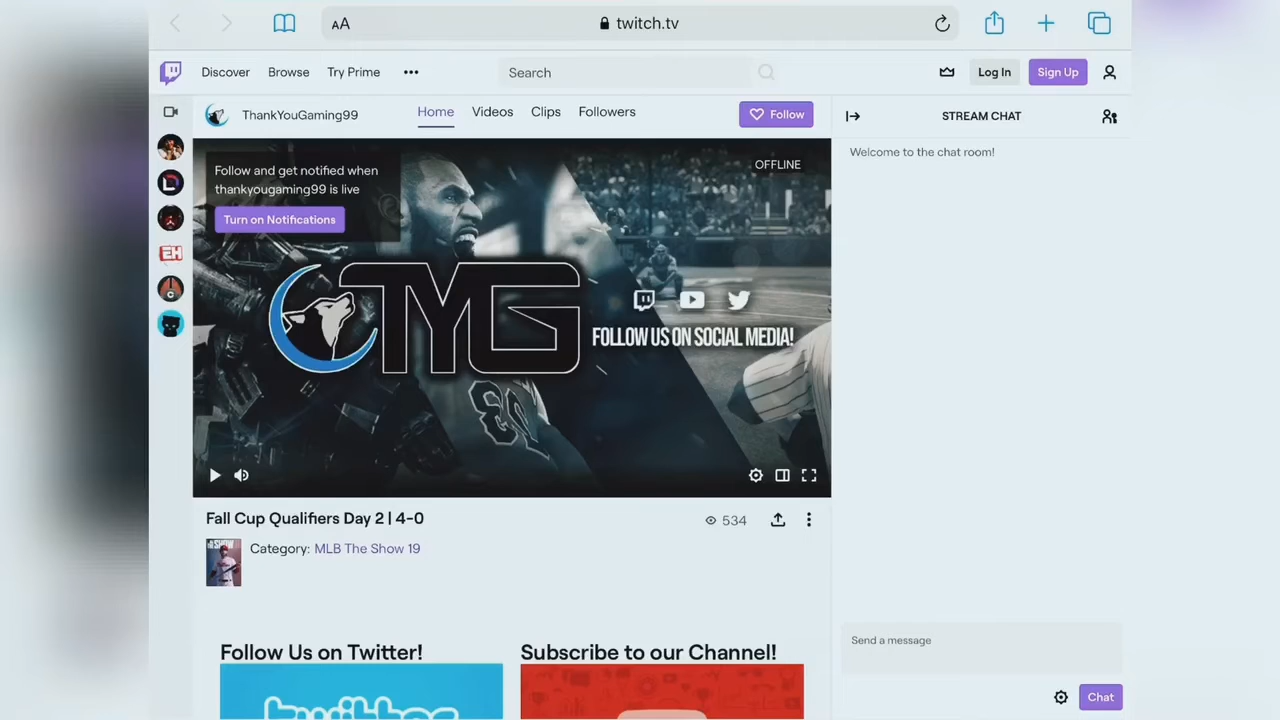 AA
twitch.tv
Discover
Browse
Try Prime
Search
Log In
Sign Up
ThankYouGaming99
Home
Videos
Clips
Followers
Follow
STREAM CHAT
Welcome to the chat room!
Follow and get notified when
thankyougaming99 is live
Turn on Notifications
OFFLINE
TYG
FOLLOW US ON SOCIAL MEDIA!
23
EH
Fall Cup Qualifiers Day 2 | 4-0
534
Category: MLB The Show 19
Follow Us on Twitter!
Subscribe to our Channel!
twitter
Send a message
Chat